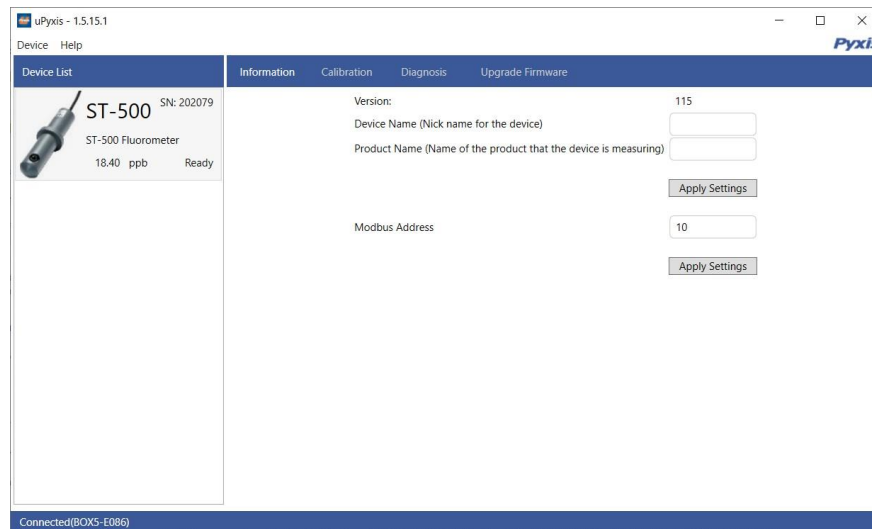 uPyxis - 1.5.15.1
Device Help
Device List
ST-500 SN: 202079
ST-500 Fluorometer
18.40 ppb Ready
Information Calibration Diagnosis Upgrade Firmware
Version: 115
Device Name (Nick name for the device)
Product Name (Name of the product that the device is measuring)
Apply Settings
Modbus Address 10
Apply Settings
Connected(BOX5-E086)